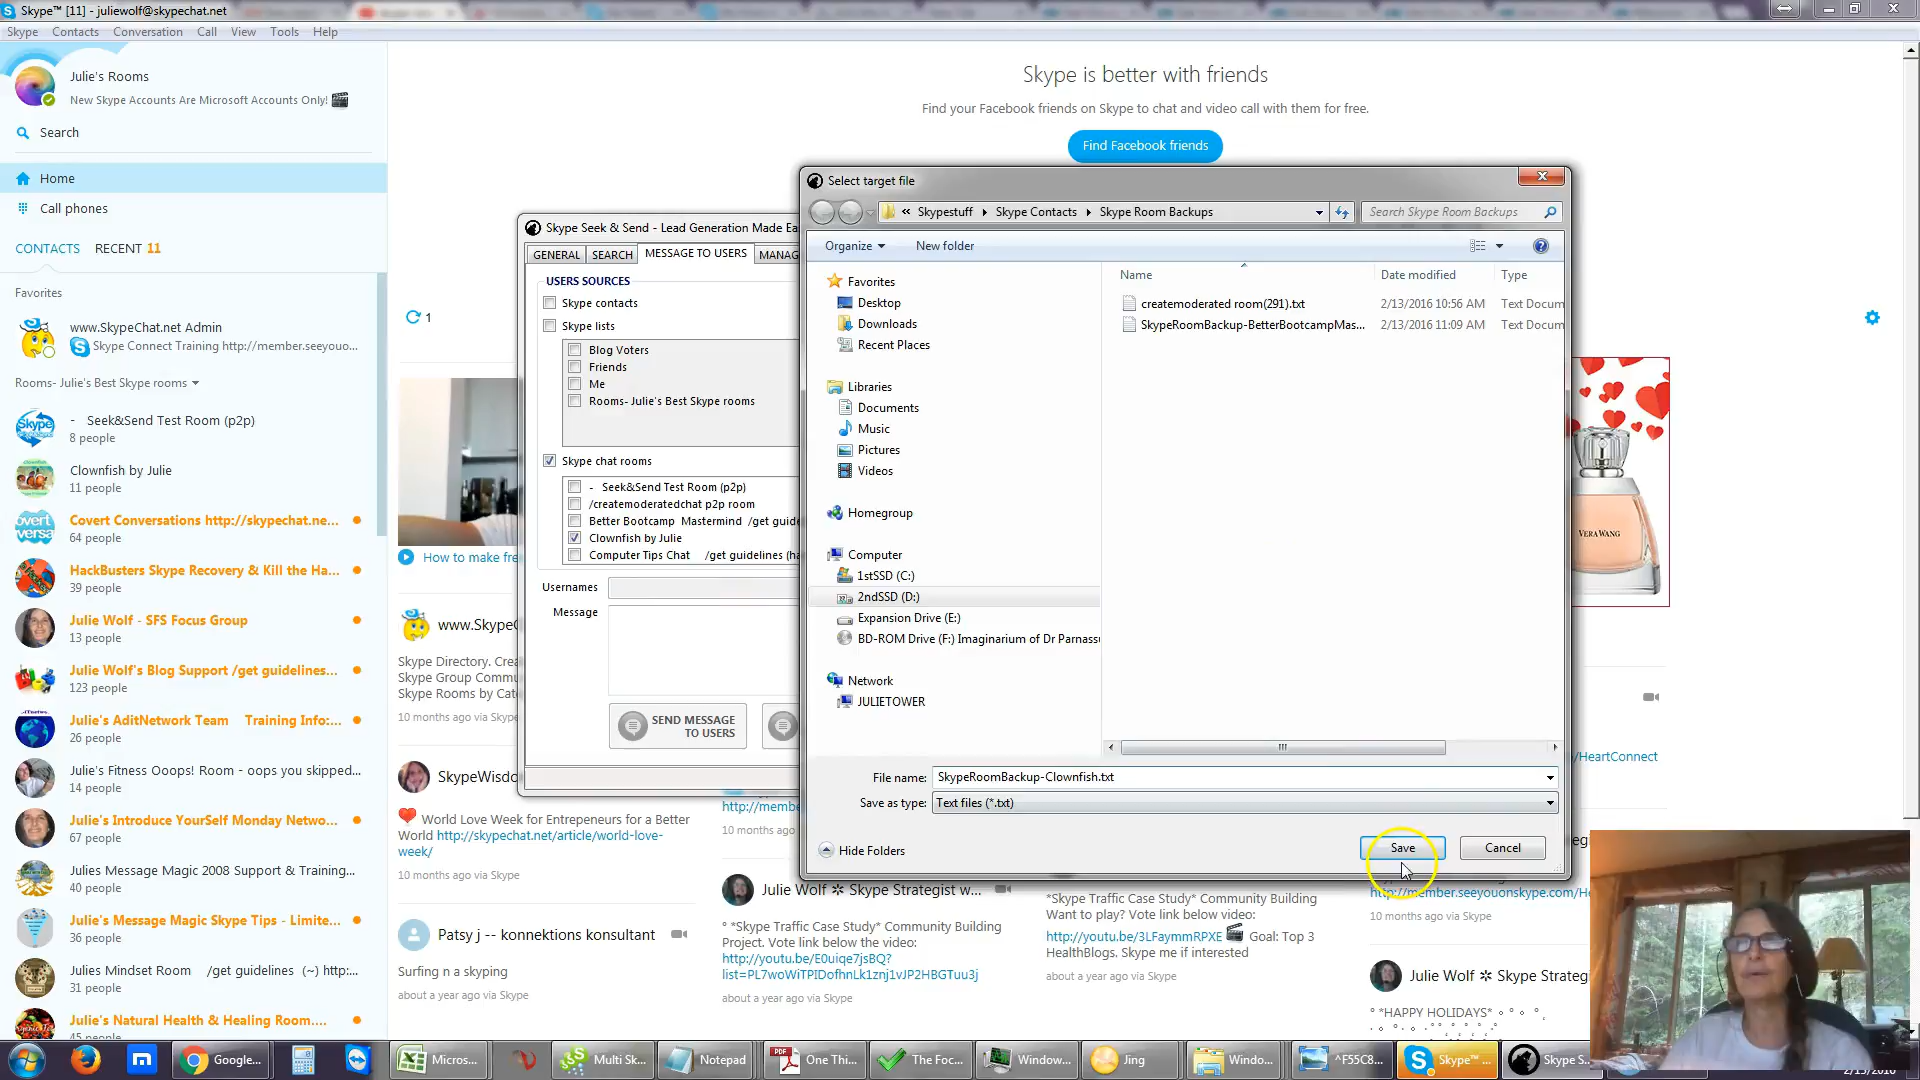 Skype™ [11] - juliewolf@skypechat.net
Skype Contacts Conversation Call View Tools Help
Julie's Rooms
New Skype Accounts Are Microsoft Accounts Only!
Search
Home
Call phones
CONTACTS RECENT 11
Favorites
www.SkypeChat.net Admin
Skype Connect Training http://member.seeyouo...
Rooms- Julie's Best Skype rooms
- Seek&Send Test Room (p2p)
8 people
Clownfish by Julie
11 people
Covert Conversations http://skypechat.ne...
64 people
HackBusters Skype Recovery & Kill the Ha...
39 people
Julie Wolf - SFS Focus Group
13 people
Julie Wolf's Blog Support /get guidelines...
123 people
Julie's AditNetwork Team Training Info:...
26 people
Julie's Fitness Oops! Room - oops you skipped...
14 people
Julie's Introduce YourSelf Monday Netwo...
67 people
Julies Message Magic 2008 Support & Training...
40 people
Julie's Message Magic Skype Tips - Limite...
36 people
Julies Mindset Room /get guidelines (~) http:...
31 people
Julie's Natural Health & Healing Room....
45 people
Skype is better with friends
Find your Facebook friends on Skype to chat and video call with them for free.
Find Facebook friends
1
How to make fre
www.SkypeC
Skype Directory. Crea
Skype Group Commu
Skype Rooms by Cate
10 months ago via Skype
SkypeWisdo
World Love Week for Entrepeneurs for a Better
World http://skypechat.net/article/world-love-
week/
10 months ago via Skype
Patsy j -- konnektions konsultant
Surfing n a skyping
about a year ago via Skype
Skype Seek & Send - Lead Generation Made Ea
GENERAL SEARCH MESSAGE TO USERS MANAG
USERS SOURCES
Skype contacts
Skype lists
Blog Voters
Friends
Me
Rooms- Julie's Best Skype rooms
Skype chat rooms
- Seek&Send Test Room (p2p)
/createmoderatedchat p2p room
Better Bootcamp Mastermind /get guide
Clownfish by Julie
Computer Tips Chat /get guidelines (ha
Usernames
Message
SEND MESSAGE
TO USERS
Select target file
« Skypestuff Skype Contacts Skype Room Backups
Search Skype Room Backups
Organize New folder
Favorites
Desktop
Downloads
Recent Places
Libraries
Documents
Music
Pictures
Videos
Homegroup
Computer
1stSSD (C:)
2ndSSD (D:)
Expansion Drive (E:)
BD-ROM Drive (F:) Imaginarium of Dr Parnass
Network
JULIETOWER
Name Date modified Type
createmoderated room(291).txt 2/13/2016 10:56 AM Text Docum
SkypeRoomBackup-BetterBootcampMas... 2/13/2016 11:09 AM Text Docum
File name: SkypeRoomBackup-Clownfish.txt
Save as type: Text files (*.txt)
Hide Folders
Save Cancel
VERA WANG
/HeartConnect
http://membe
10 months ago
Julie Wolf ✲ Skype Strategist w...
° *Skype Traffic Case Study* Community Building
Project. Vote link below the video:
http://youtu.be/E0uiqe7jsBQ?
list=PL7woWiTPIDofhnLk1znj1vJP2HBGTuu3j
about a year ago via Skype
*Skype Traffic Case Study* Community Building
Want to play? Vote link below video:
http://youtu.be/3LFaymmRPXE Goal: Top 3
HealthBlogs. Skype me if interested
about a year ago via Skype
http://member.seeyouonskype.com/He
10 months ago via Skype
Julie Wolf ✲ Skype Strategi
° *HAPPY HOLIDAYS*
Google... Micros... Multi Sk... Notepad One Thi... The Foc... Window... Jing Windo... ^F55C8... Skype™ ... Skype S...